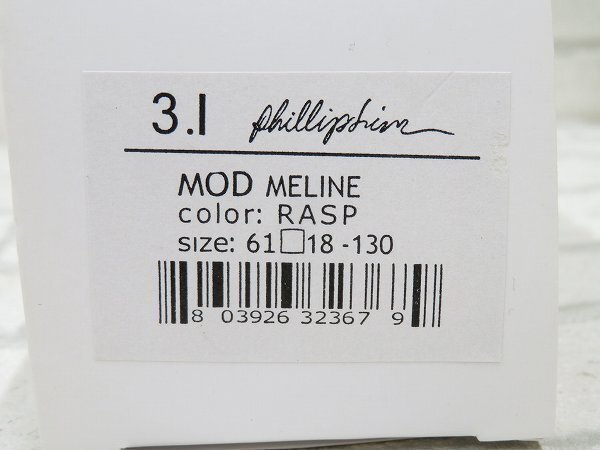 3.1 phillip lim
MOD MELINE
color: RASP
size: 61□18-130
8 03926 32367 9